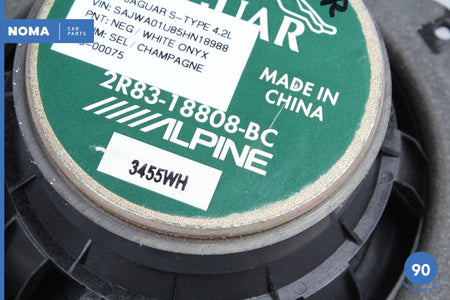 NOMA CAR PARTS
JAGUAR S-TYPE 4.2L
VIN: SAJWA01U85HN18988
PNT: NEG / WHITE ONYX
SEL / CHAMPAGNE
00075
GUAR
MADE IN
CHINA
2R83-18808-BC
ALPINE
3455WH
90